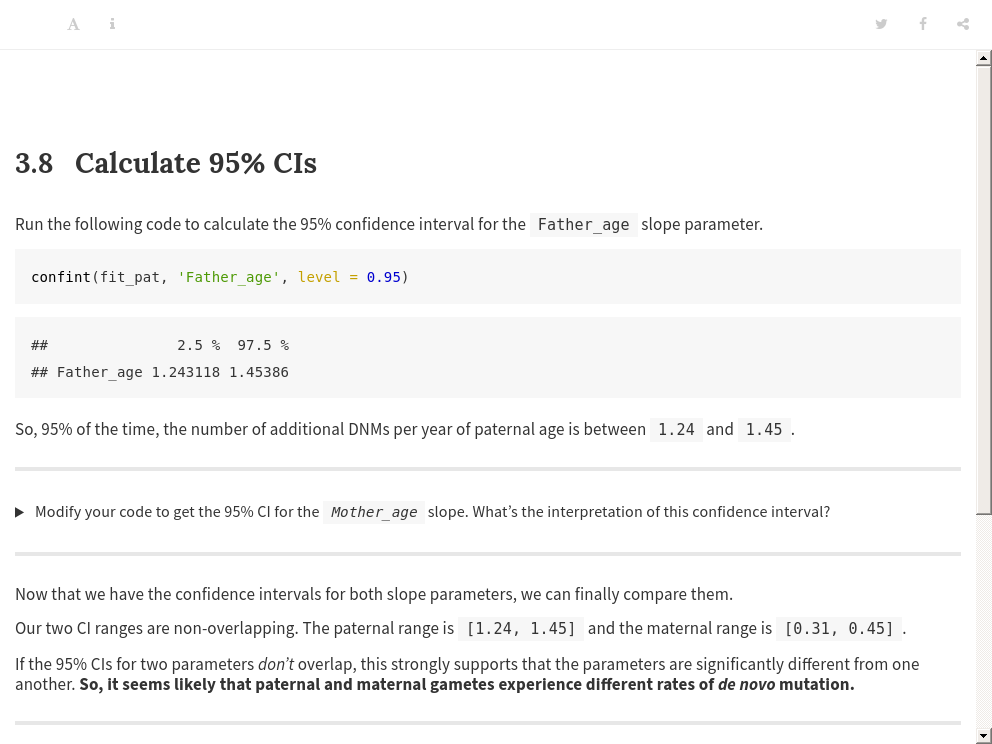 3.8 Calculate 95% CIs
Run the following code to calculate the 95% confidence interval for the Father_age slope parameter.
confint(fit_pat, 'Father_age', level = 0.95)
##               2.5 %  97.5 %
## Father_age 1.243118 1.45386
So, 95% of the time, the number of additional DNMs per year of paternal age is between 1.24 and 1.45 .
Modify your code to get the 95% CI for the Mother_age slope. What’s the interpretation of this confidence interval?
Now that we have the confidence intervals for both slope parameters, we can finally compare them.
Our two CI ranges are non-overlapping. The paternal range is [1.24, 1.45] and the maternal range is [0.31, 0.45] .
If the 95% CIs for two parameters don’t overlap, this strongly supports that the parameters are significantly different from one
another. So, it seems likely that paternal and maternal gametes experience different rates of de novo mutation.